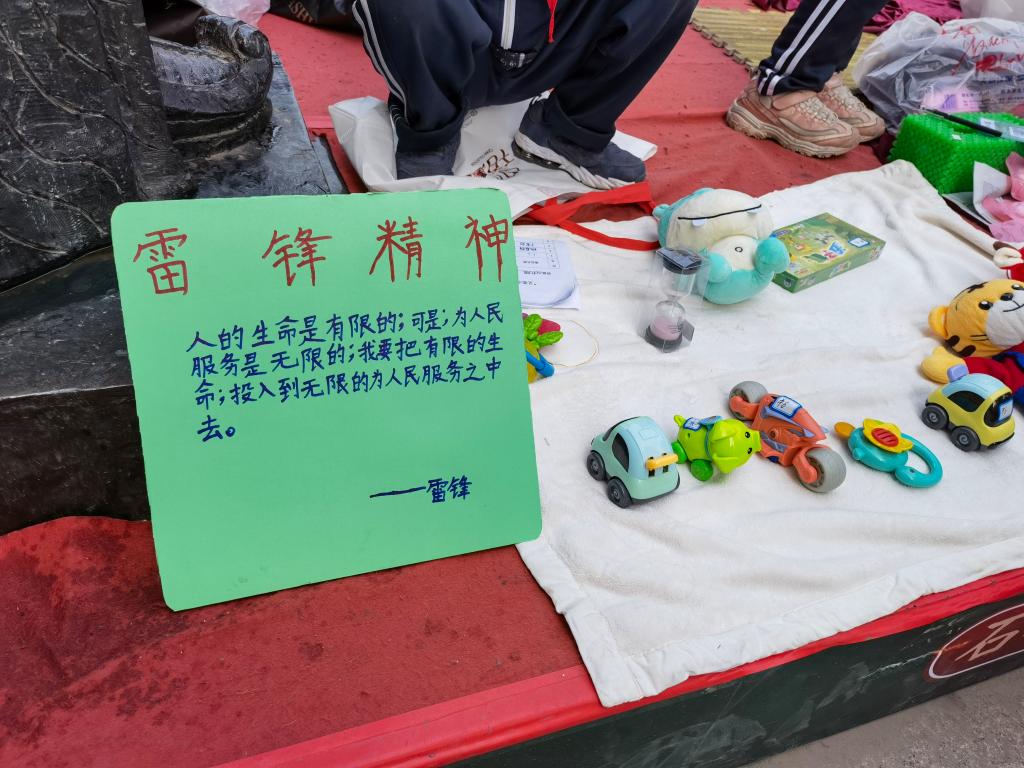 雷锋精神
人的生命是有限的;可是;为人民
服务是无限的;我要把有限的生
命;投入到无限的为人民服务之中
去。
——雷锋
石